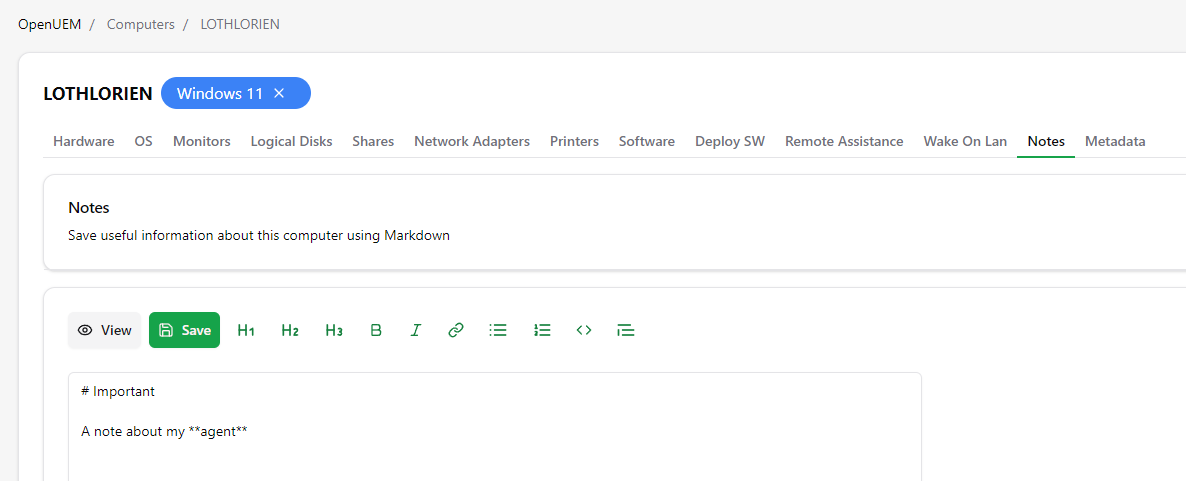 OpenUEM / Computers / LOTHLORIEN
LOTHLORIEN Windows 11 ×
Hardware OS Monitors Logical Disks Shares Network Adapters Printers Software Deploy SW Remote Assistance Wake On Lan Notes Metadata
Notes
Save useful information about this computer using Markdown
View Save H1 H2 H3 B I
# Important
A note about my **agent**